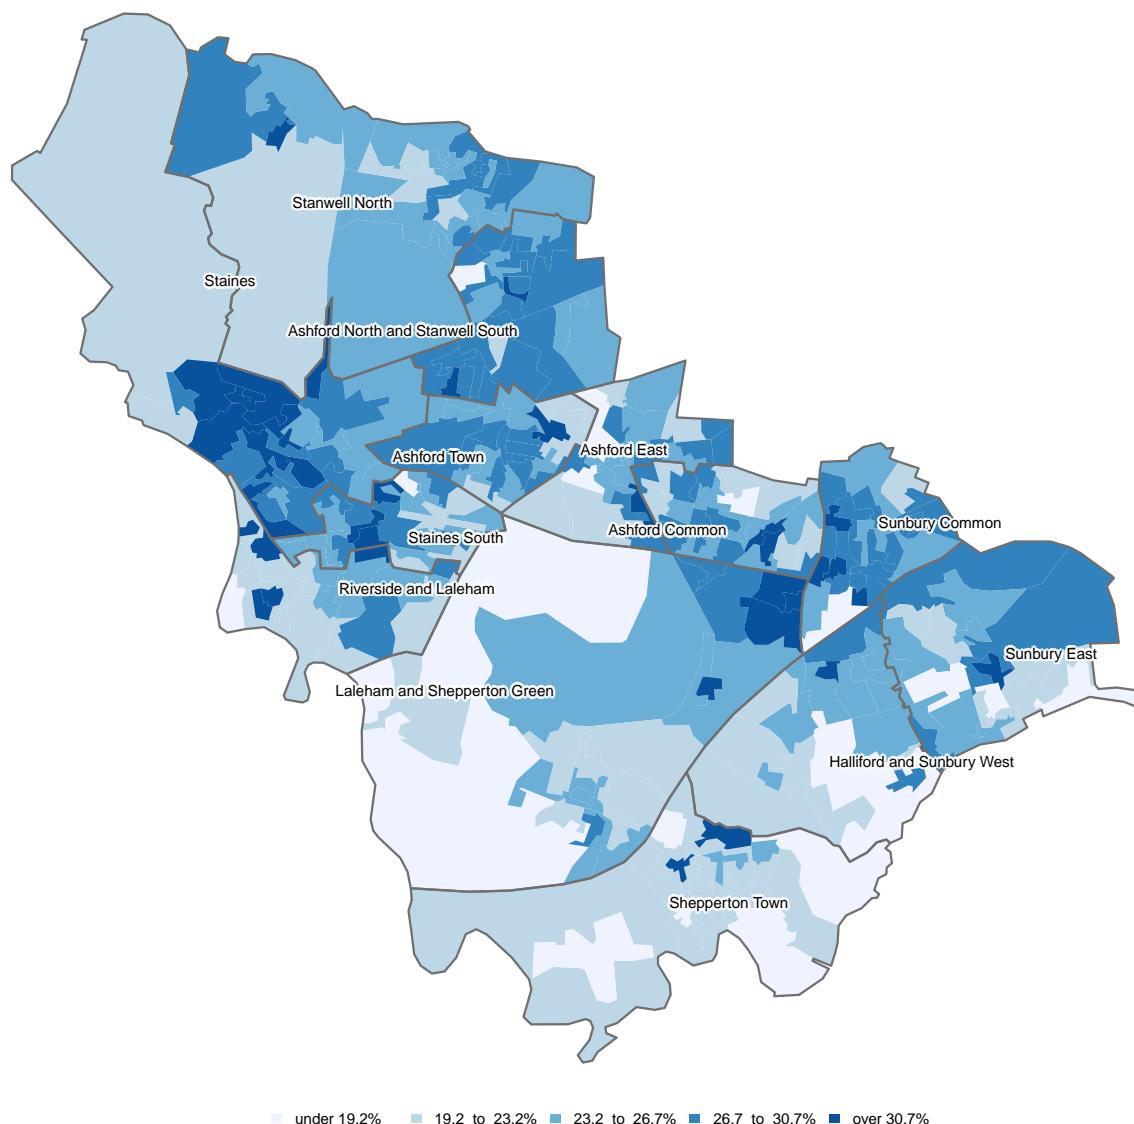 Stanwell North
Staines
Ashford North and Stanwell South
Ashford Town
Ashford East
Sunbury Common
Ashford Common
Staines South
Riverside and Laleham
Sunbury East
Laleham and Shepperton Green
Halliford and Sunbury West
Shepperton Town
under 19.2% 19.2 to 23.2% 23.2 to 26.7% 26.7 to 30.7% over 30.7%